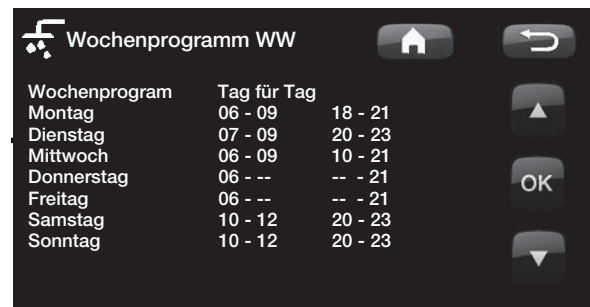 Wochenprogramm WW
Wochenprogram Tag für Tag
Montag 06 - 09 18 - 21
Dienstag 07 - 09 20 - 23
Mittwoch 06 - 09 10 - 21
Donnerstag 06 - -- -- - 21
Freitag 06 - -- -- - 21
Samstag 10 - 12 20 - 23
Sonntag 10 - 12 20 - 23
OK